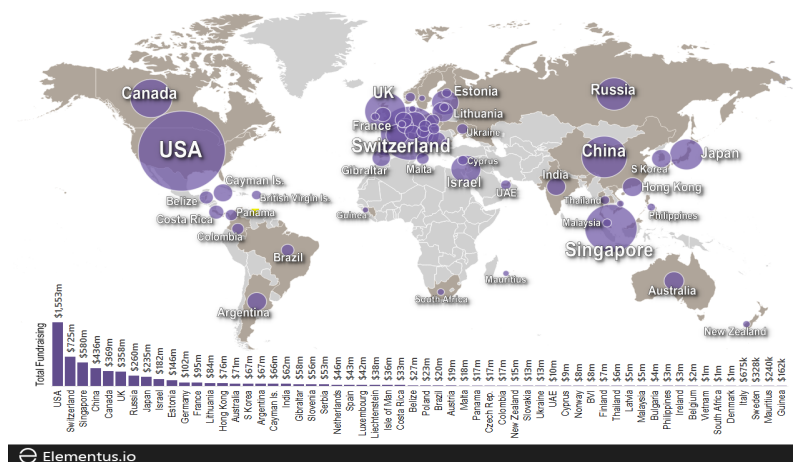 Canada
UK
Estonia
Russia
Lithuania
France
Ukraine
USA
Switzerland
China
Japan
S Korea
Gibraltar
Malta
Cyprus
Israel
India
Cayman Is.
UAE
Hong Kong
Belize
British Virgin Is.
Thailand
Costa Rica
Panama
Guinea
Philippines
Malaysia
Colombia
Singapore
Brazil
Mauritius
Australia
South Africa
Argentina
New Zealand
Total Fundraising
$1553m
$725m
$580m
$436m
$369m
$358m
$260m
$235m
$182m
$146m
$102m
$95m
$84m
$76m
$71m
$67m
$67m
$66m
$62m
$58m
$56m
$53m
$46m
$43m
$42m
$38m
$36m
$33m
$27m
$23m
$20m
$19m
$18m
$17m
$17m
$17m
$15m
$13m
$13m
$10m
$9m
$8m
$8m
$7m
$6m
$5m
$5m
$4m
$3m
$3m
$2m
$1m
$1m
$1m
$675k
$328k
$240k
$162k
USA
Switzerland
Singapore
China
Canada
UK
Russia
Japan
Israel
Estonia
Germany
France
Lithuania
Hong Kong
Australia
S Korea
Argentina
Cayman Is.
India
Gibraltar
Slovenia
Serbia
Netherlands
Spain
Luxembourg
Liechtenstein
Isle of Man
Costa Rica
Belize
Poland
Brazil
Austria
Malta
Panama
Czech Rep.
Colombia
New Zealand
Slovakia
Ukraine
UAE
Cyprus
Norway
BVI
Finland
Thailand
Latvia
Malaysia
Bulgaria
Philippines
Ireland
Belgium
Vietnam
South Africa
Denmark
Italy
Sweden
Mauritius
Guinea
Elementus.io